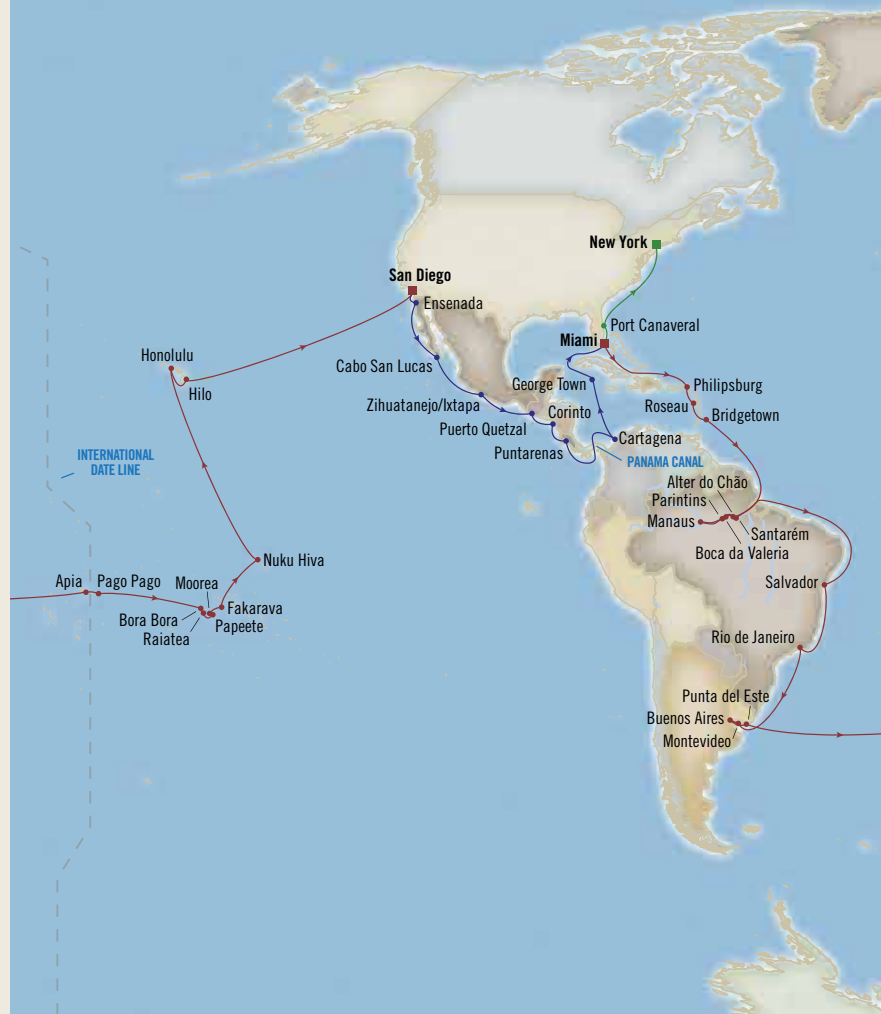 New York
San Diego
Ensenada
Port Canaveral
Miami
Honolulu
Hilo
Cabo San Lucas
George Town
Philipsburg
Zihuatanejo/Ixtapa
Corinto
Roseau
Bridgetown
Puerto Quetzal
Cartagena
Puntarenas
PANAMA CANAL
INTERNATIONAL
DATE LINE
Alter do Chão
Parintins
Manaus
Santarém
Boca da Valeria
Nuku Hiva
Apia
Pago Pago
Moorea
Salvador
Fakarava
Bora Bora
Papeete
Raiatea
Rio de Janeiro
Punta del Este
Buenos Aires
Montevideo